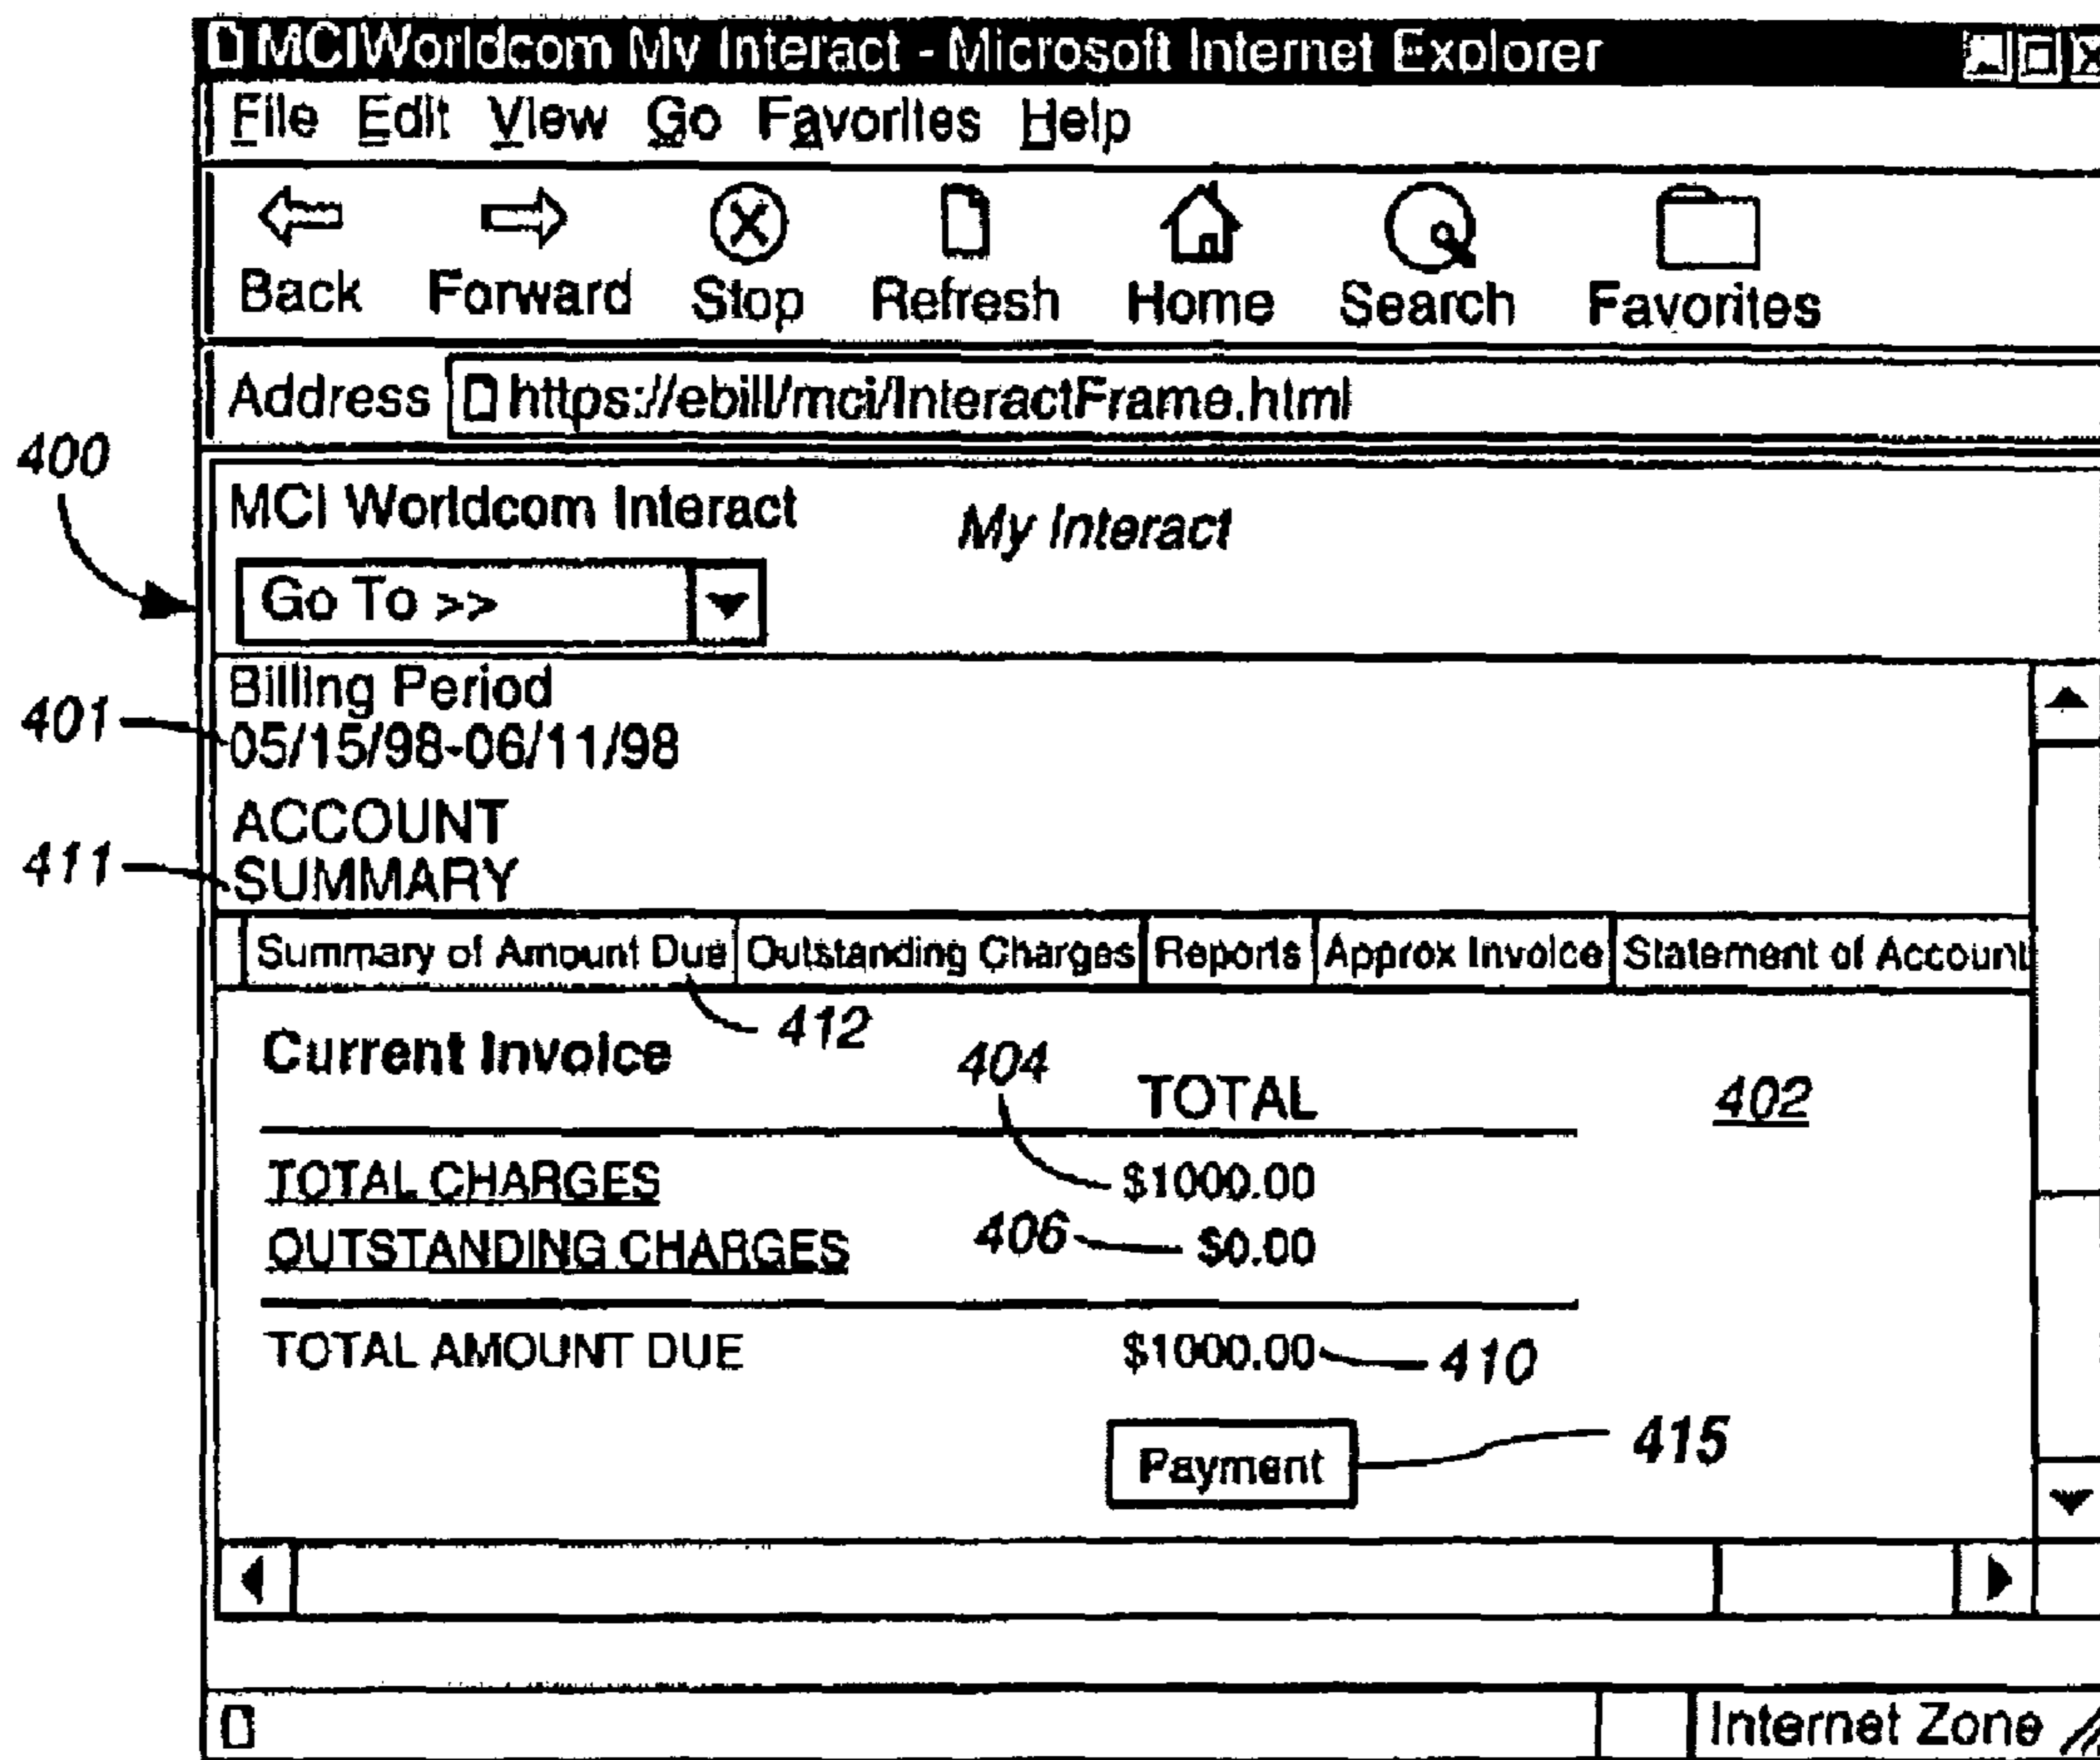 MCIWorldcom My Interact - Microsoft Internet Explorer
File Edit View Go Favorites Help
Back Forward Stop Refresh Home Search Favorites
Address https://ebill/mci/InteractFrame.html
400
MCI Worldcom Interact My Interact
Go To >>
Billing Period
401 05/15/98-06/11/98
ACCOUNT
411 SUMMARY
Summary of Amount Due Outstanding Charges Reports Approx Invoice Statement of Account
412
Current Invoice 404 TOTAL 402
TOTAL CHARGES $1000.00
OUTSTANDING CHARGES 406 $0.00
TOTAL AMOUNT DUE $1000.00 410
Payment 415
Internet Zone